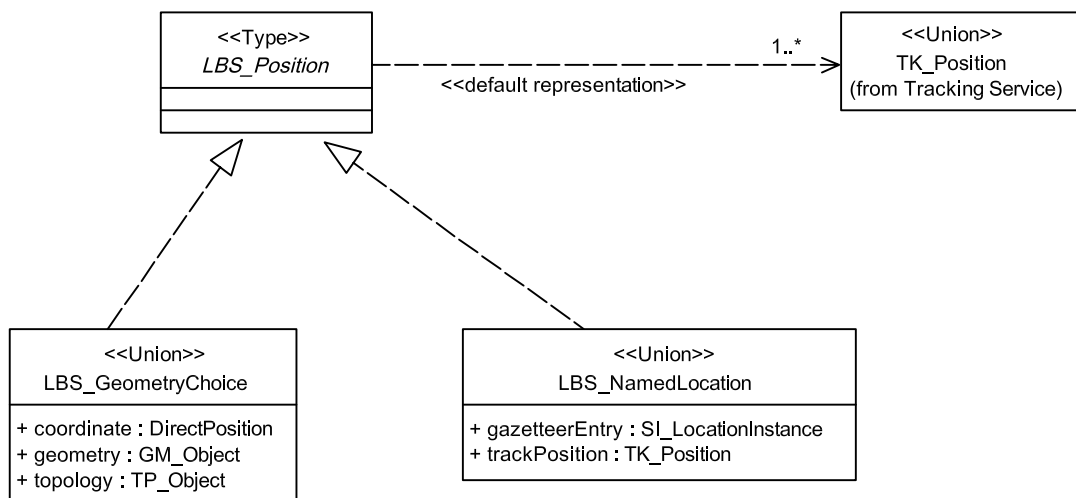 <<Type>>
LBS_Position
1..*
<<default representation>>
<<Union>>
TK_Position
(from Tracking Service)
<<Union>>
LBS_GeometryChoice
+ coordinate : DirectPosition
+ geometry : GM_Object
+ topology : TP_Object
<<Union>>
LBS_NamedLocation
+ gazetteerEntry : SI_LocationInstance
+ trackPosition : TK_Position